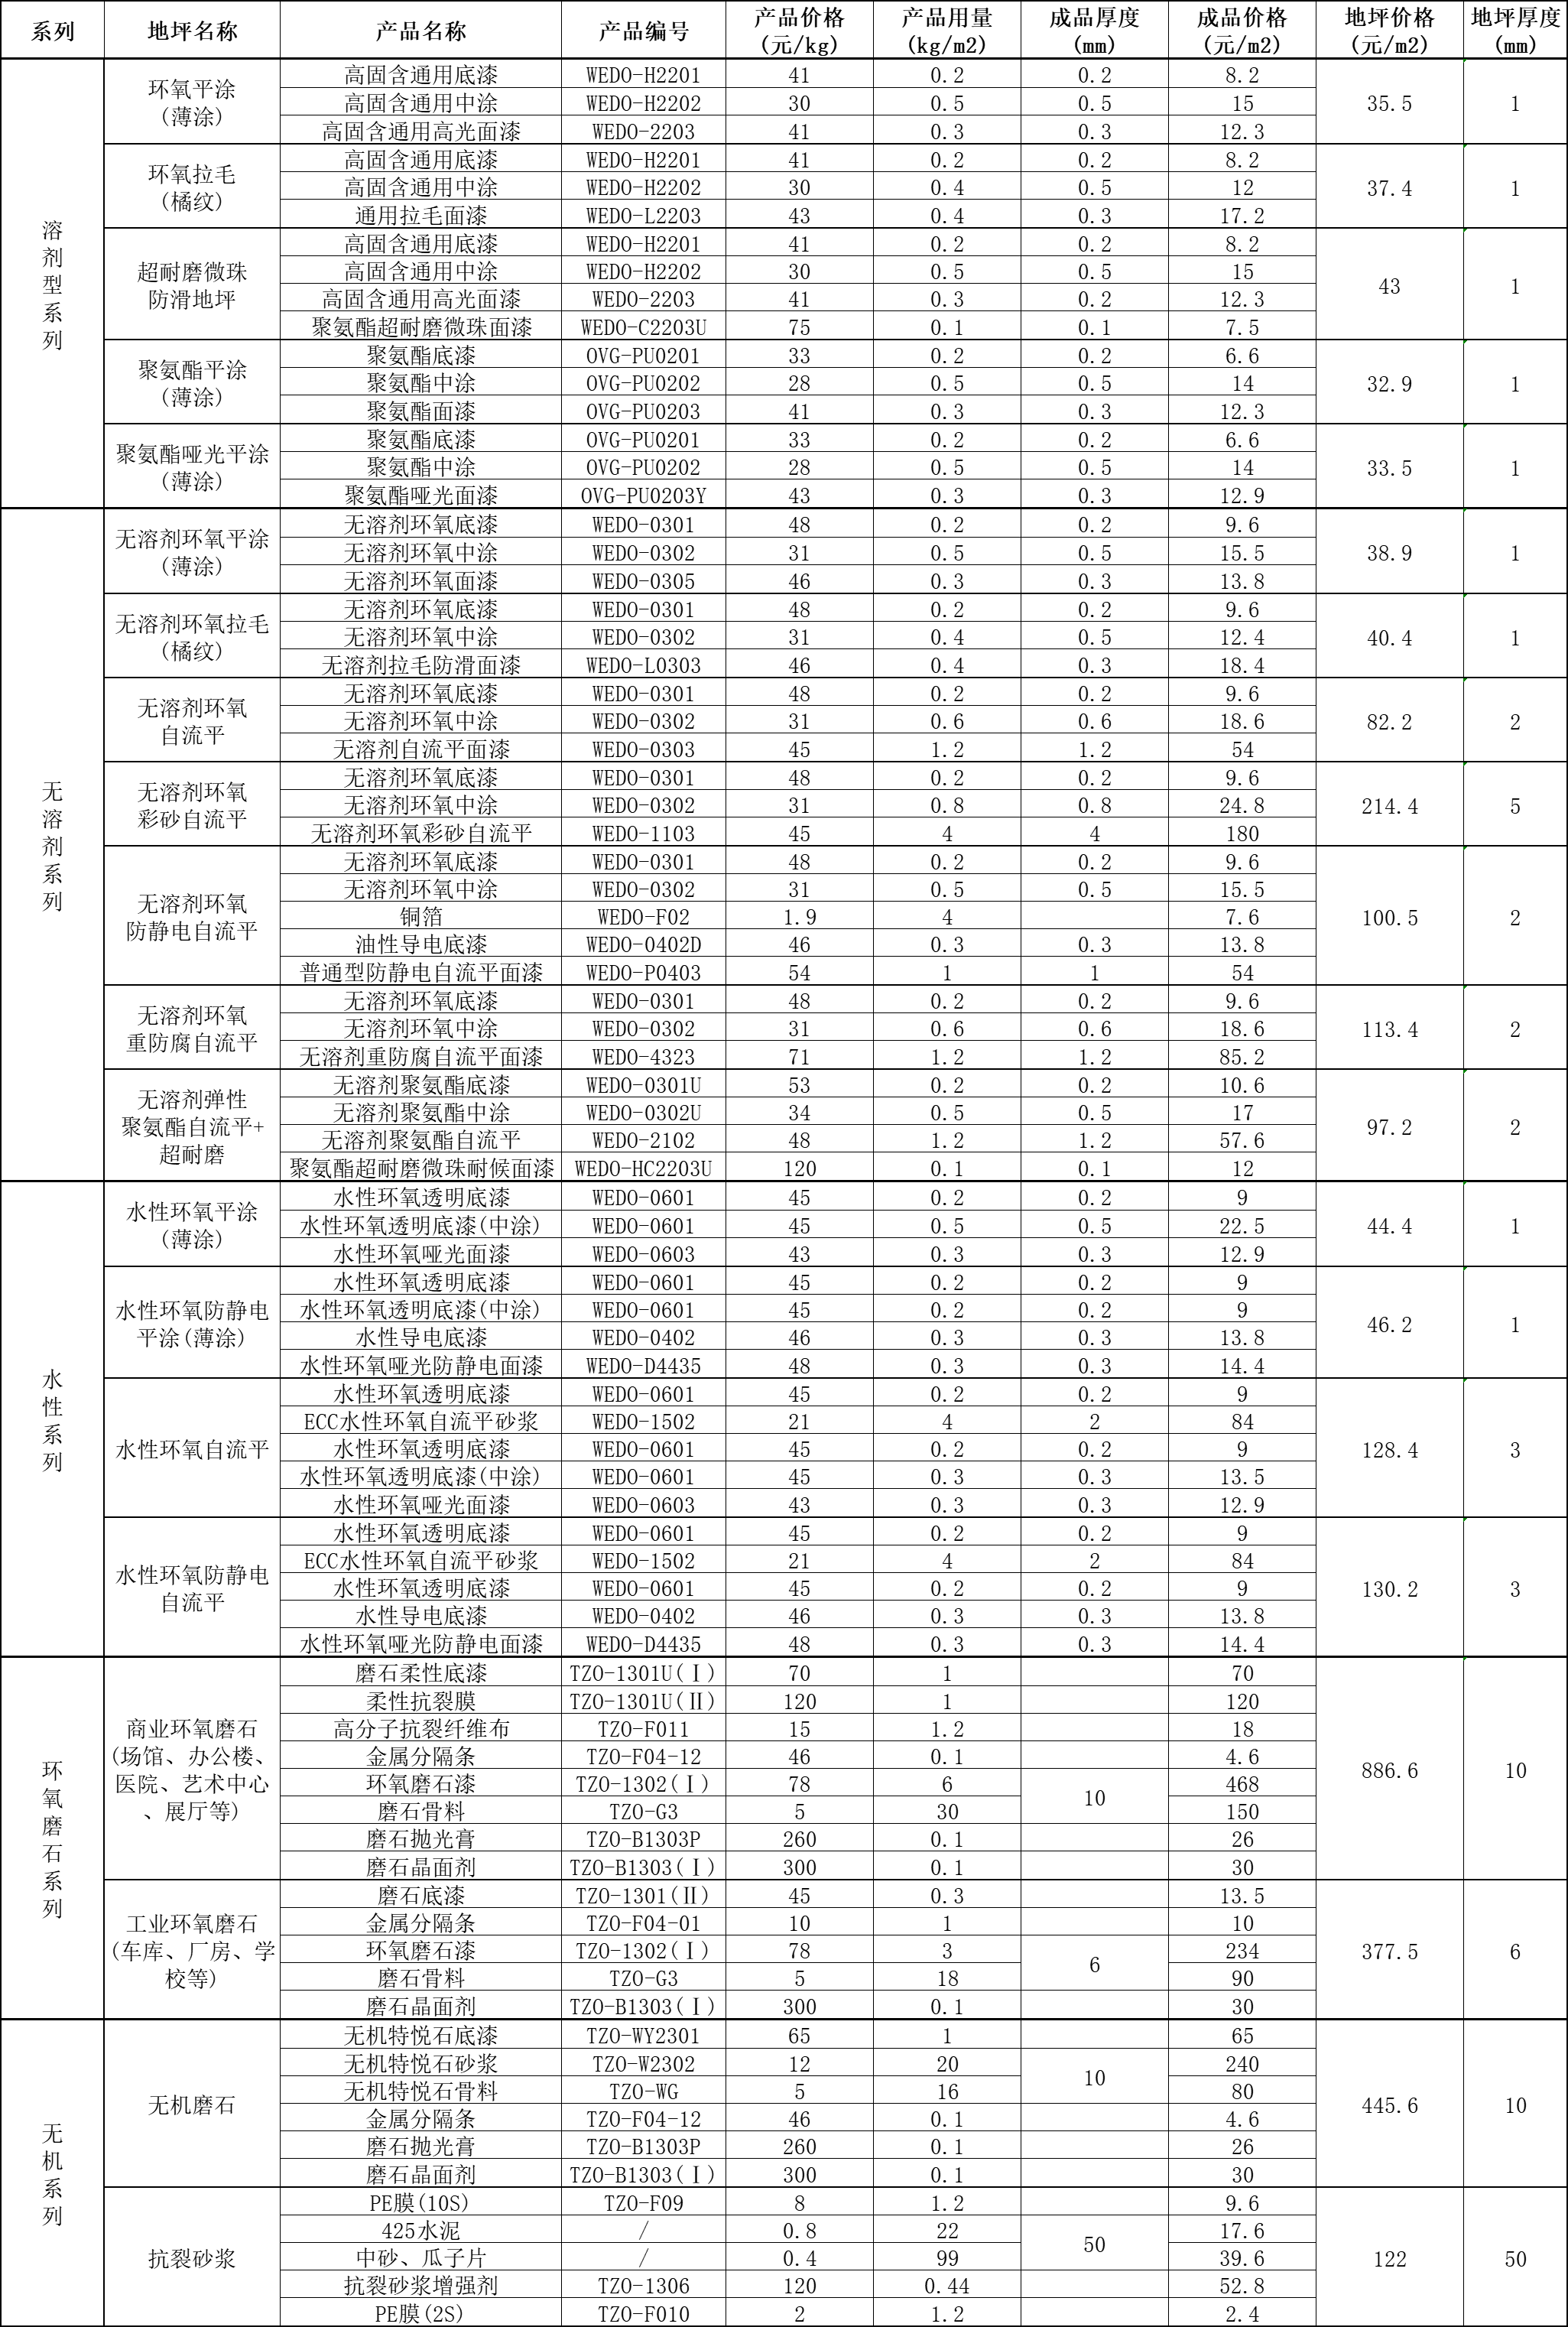 系列 地坪名称 产品名称 产品编号 产品价格(元/kg) 产品用量(kg/m2) 成品厚度(mm) 成品价格(元/m2) 地坪价格(元/m2) 地坪厚度(mm)
溶剂型系列
环氧平涂(薄涂) 高固含通用底漆 WEDO-H2201 41 0.2 0.2 8.2 35.5 1
高固含通用中涂 WEDO-H2202 30 0.5 0.5 15
高固含通用高光面漆 WEDO-2203 41 0.3 0.3 12.3
环氧拉毛(橘纹) 高固含通用底漆 WEDO-H2201 41 0.2 0.2 8.2 37.4 1
高固含通用中涂 WEDO-H2202 30 0.4 0.5 12
通用拉毛面漆 WEDO-L2203 43 0.4 0.3 17.2
超耐磨微珠防滑地坪 高固含通用底漆 WEDO-H2201 41 0.2 0.2 8.2 43 1
高固含通用中涂 WEDO-H2202 30 0.5 0.5 15
高固含通用高光面漆 WEDO-2203 41 0.3 0.2 12.3
聚氨酯超耐磨微珠面漆 WEDO-C2203U 75 0.1 0.1 7.5
聚氨酯平涂(薄涂) 聚氨酯底漆 OVG-PU0201 33 0.2 0.2 6.6 32.9 1
聚氨酯中涂 OVG-PU0202 28 0.5 0.5 14
聚氨酯面漆 OVG-PU0203 41 0.3 0.3 12.3
聚氨酯哑光平涂(薄涂) 聚氨酯底漆 OVG-PU0201 33 0.2 0.2 6.6 33.5 1
聚氨酯中涂 OVG-PU0202 28 0.5 0.5 14
聚氨酯哑光面漆 OVG-PU0203Y 43 0.3 0.3 12.9
无溶剂系列
无溶剂环氧平涂(薄涂) 无溶剂环氧底漆 WEDO-0301 48 0.2 0.2 9.6 38.9 1
无溶剂环氧中涂 WEDO-0302 31 0.5 0.5 15.5
无溶剂环氧面漆 WEDO-0305 46 0.3 0.3 13.8
无溶剂环氧拉毛(橘纹) 无溶剂环氧底漆 WEDO-0301 48 0.2 0.2 9.6 40.4 1
无溶剂环氧中涂 WEDO-0302 31 0.4 0.5 12.4
无溶剂拉毛防滑面漆 WEDO-L0303 46 0.4 0.3 18.4
无溶剂环氧自流平 无溶剂环氧底漆 WEDO-0301 48 0.2 0.2 9.6 82.2 2
无溶剂环氧中涂 WEDO-0302 31 0.6 0.6 18.6
无溶剂自流平面漆 WEDO-0303 45 1.2 1.2 54
无溶剂环氧彩砂自流平 无溶剂环氧底漆 WEDO-0301 48 0.2 0.2 9.6 214.4 5
无溶剂环氧中涂 WEDO-0302 31 0.8 0.8 24.8
无溶剂环氧彩砂自流平 WEDO-1103 45 4 4 180
无溶剂环氧防静电自流平 无溶剂环氧底漆 WEDO-0301 48 0.2 0.2 9.6 100.5 2
无溶剂环氧中涂 WEDO-0302 31 0.5 0.5 15.5
铜箔 WEDO-F02 1.9 4 7.6
油性导电底漆 WEDO-0402D 46 0.3 0.3 13.8
普通型防静电自流平面漆 WEDO-P0403 54 1 1 54
无溶剂环氧重防腐自流平 无溶剂环氧底漆 WEDO-0301 48 0.2 0.2 9.6 113.4 2
无溶剂环氧中涂 WEDO-0302 31 0.6 0.6 18.6
无溶剂重防腐自流平面漆 WEDO-4323 71 1.2 1.2 85.2
无溶剂弹性聚氨酯自流平+超耐磨 无溶剂聚氨酯底漆 WEDO-0301U 53 0.2 0.2 10.6 97.2 2
无溶剂聚氨酯中涂 WEDO-0302U 34 0.5 0.5 17
无溶剂聚氨酯自流平 WEDO-2102 48 1.2 1.2 57.6
聚氨酯超耐磨微珠耐候面漆 WEDO-HC2203U 120 0.1 0.1 12
水性系列
水性环氧平涂(薄涂) 水性环氧透明底漆 WEDO-0601 45 0.2 0.2 9 44.4 1
水性环氧透明底漆(中涂) WEDO-0601 45 0.5 0.5 22.5
水性环氧哑光面漆 WEDO-0603 43 0.3 0.3 12.9
水性环氧防静电平涂(薄涂) 水性环氧透明底漆 WEDO-0601 45 0.2 0.2 9 46.2 1
水性环氧透明底漆(中涂) WEDO-0601 45 0.2 0.2 9
水性导电底漆 WEDO-0402 46 0.3 0.3 13.8
水性环氧哑光防静电面漆 WEDO-D4435 48 0.3 0.3 14.4
水性环氧自流平 水性环氧透明底漆 WEDO-0601 45 0.2 0.2 9 128.4 3
ECC水性环氧自流平砂浆 WEDO-1502 21 4 2 84
水性环氧透明底漆 WEDO-0601 45 0.2 0.2 9
水性环氧透明底漆(中涂) WEDO-0601 45 0.3 0.3 13.5
水性环氧哑光面漆 WEDO-0603 43 0.3 0.3 12.9
水性环氧防静电自流平 水性环氧透明底漆 WEDO-0601 45 0.2 0.2 9 130.2 3
ECC水性环氧自流平砂浆 WEDO-1502 21 4 2 84
水性环氧透明底漆 WEDO-0601 45 0.2 0.2 9
水性导电底漆 WEDO-0402 46 0.3 0.3 13.8
水性环氧哑光防静电面漆 WEDO-D4435 48 0.3 0.3 14.4
环氧磨石系列
商业环氧磨石(场馆、办公楼、医院、艺术中心、展厅等) 磨石柔性底漆 TZO-1301U(Ⅰ) 70 1 70 886.6 10
柔性抗裂膜 TZO-1301U(Ⅱ) 120 1 120
高分子抗裂纤维布 TZO-F011 15 1.2 18
金属分隔条 TZO-F04-12 46 0.1 4.6
环氧磨石漆 TZO-1302(Ⅰ) 78 6 10 468
磨石骨料 TZO-G3 5 30 150
磨石抛光膏 TZO-B1303P 260 0.1 26
磨石晶面剂 TZO-B1303(Ⅰ) 300 0.1 30
工业环氧磨石(车库、厂房、学校等) 磨石底漆 TZO-1301(Ⅱ) 45 0.3 13.5 377.5 6
金属分隔条 TZO-F04-01 10 1 10
环氧磨石漆 TZO-1302(Ⅰ) 78 3 6 234
磨石骨料 TZO-G3 5 18 90
磨石晶面剂 TZO-B1303(Ⅰ) 300 0.1 30
无机系列
无机磨石 无机特悦石底漆 TZO-WY2301 65 1 65 445.6 10
无机特悦石砂浆 TZO-W2302 12 20 10 240
无机特悦石骨料 TZO-WG 5 16 80
金属分隔条 TZO-F04-12 46 0.1 4.6
磨石抛光膏 TZO-B1303P 260 0.1 26
磨石晶面剂 TZO-B1303(Ⅰ) 300 0.1 30
抗裂砂浆 PE膜(10S) TZO-F09 8 1.2 9.6 122 50
425水泥 / 0.8 22 50 17.6
中砂、瓜子片 / 0.4 99 39.6
抗裂砂浆增强剂 TZO-1306 120 0.44 52.8
PE膜(2S) TZO-F010 2 1.2 2.4